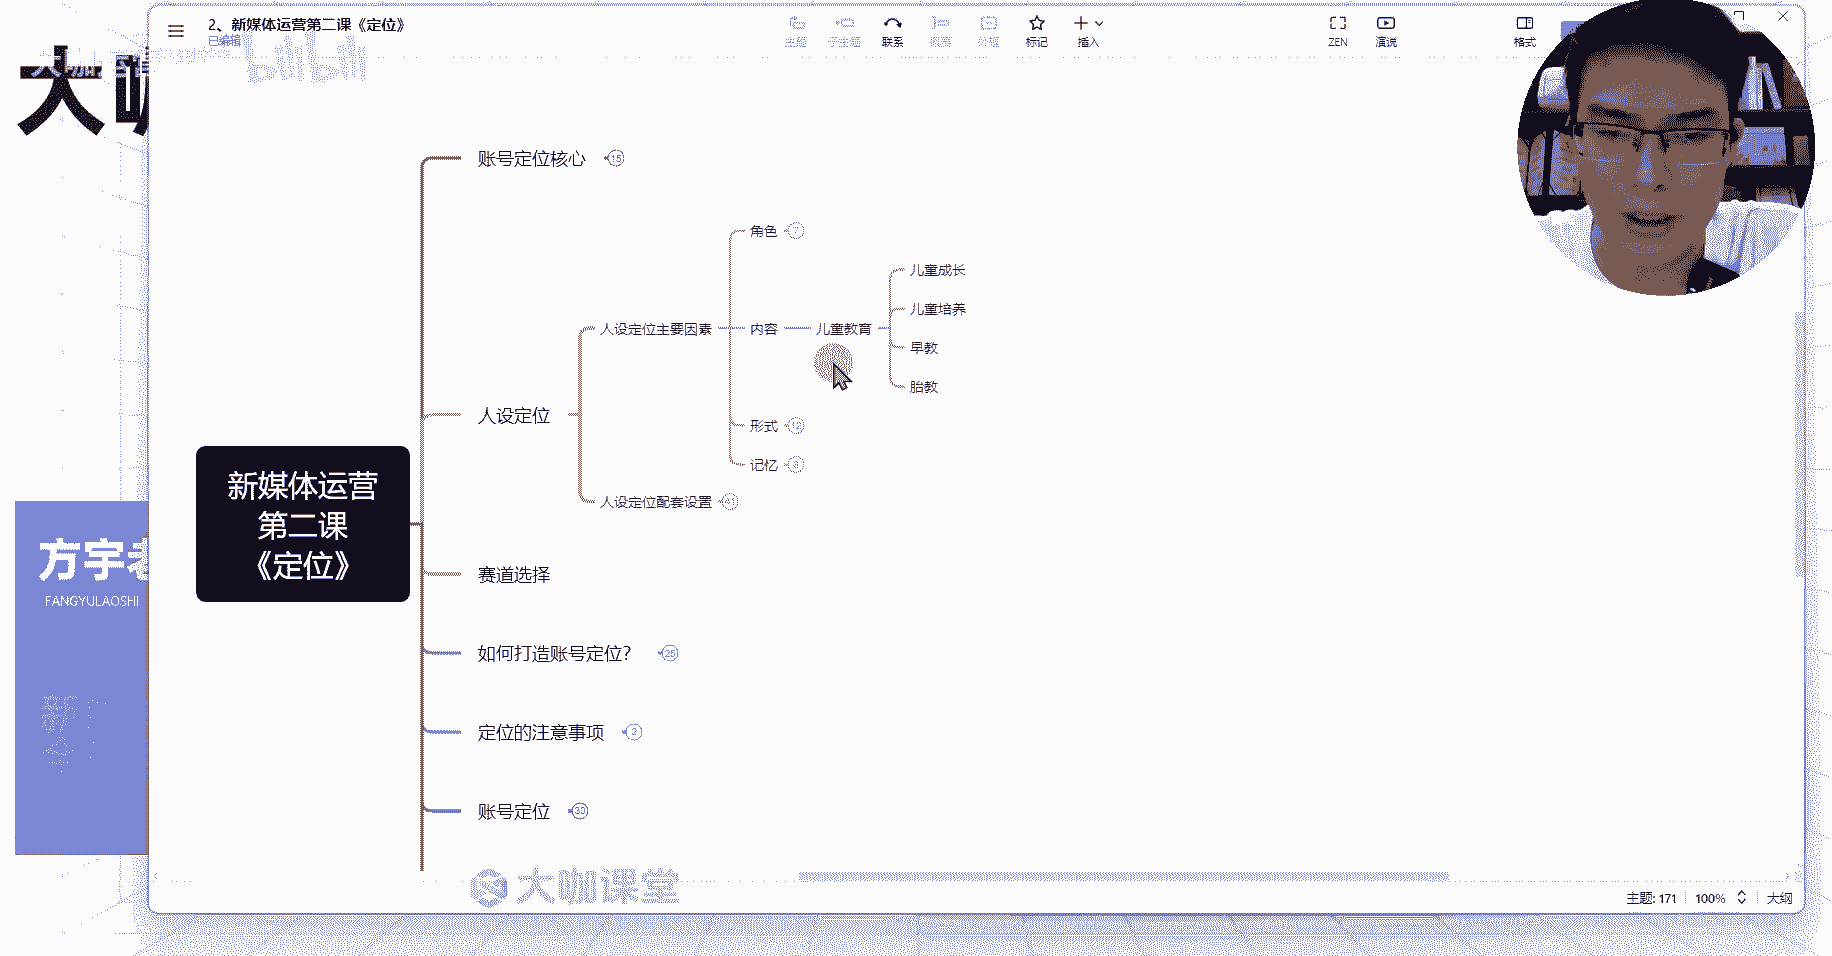 2、新媒体运营第二课《定位》
已编辑
bilibili
主题
子主题
联系
概要
外框
标记
插入
ZEN
演说
格式
大咖
账号定位核心 15
角色 7
儿童成长
儿童培养
人设定位主要因素
内容
儿童教育
早教
胎教
人设定位
形式 12
记忆 8
人设定位配套设置 41
新媒体运营
第二课
《定位》
方宇老
FANGYULAOSHI
赛道选择
如何打造账号定位？ 25
定位的注意事项 2
账号定位 30
大咖课堂
主题: 171
100%
大纲